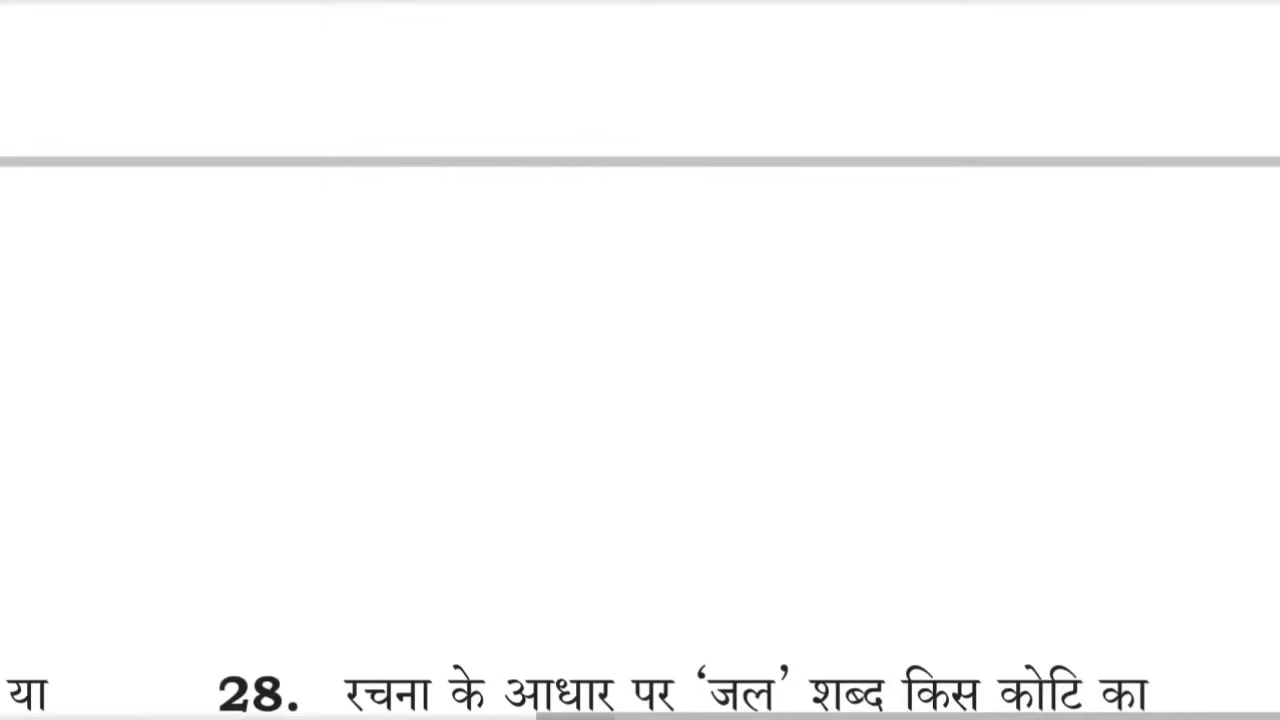 या
28. रचना के आधार पर ‘जल’ शब्द किस कोटि का